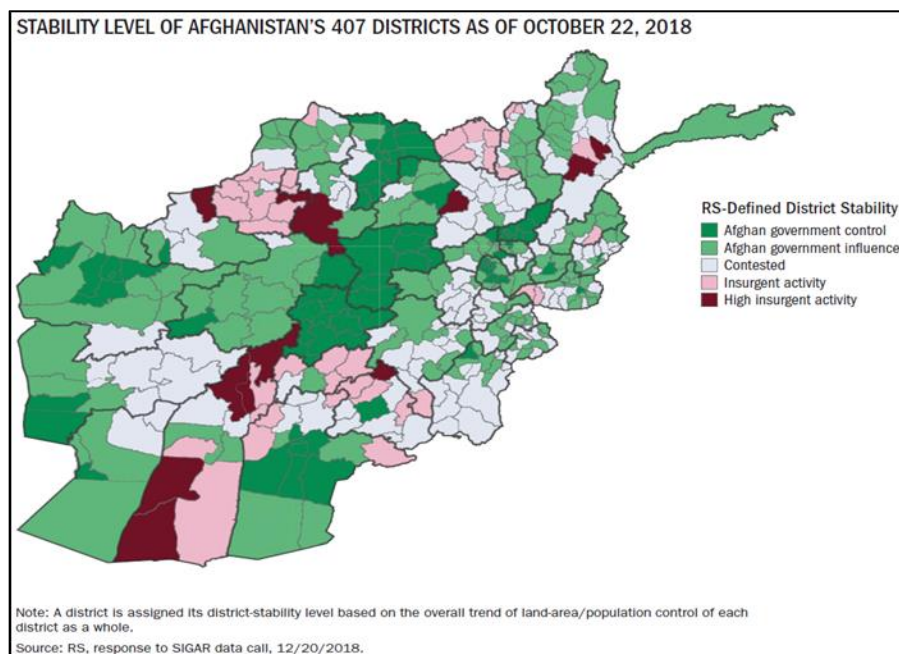 STABILITY LEVEL OF AFGHANISTAN'S 407 DISTRICTS AS OF OCTOBER 22, 2018
RS-Defined District Stability
Afghan government control
Afghan government influence
Contested
Insurgent activity
High insurgent activity
Note: A district is assigned its district-stability level based on the overall trend of land-area/population control of each
district as a whole.
Source: RS, response to SIGAR data call, 12/20/2018.